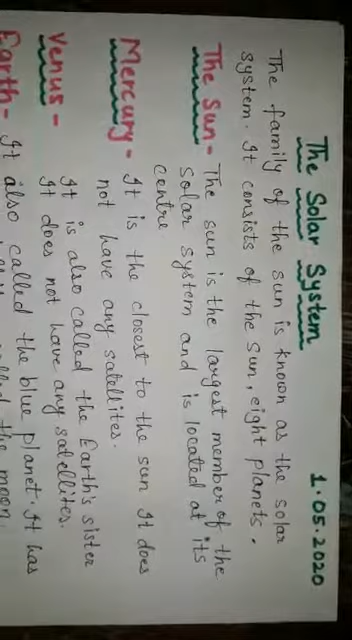 The Solar System 1.05.2020
The family of the sun is known as the solar
system. It consists of the sun, eight planets.
The Sun- The sun is the largest member of the
solar system and is located at its
centre.
Mercury- It is the closest to the sun It does
not have any satellites.
Venus- It is also called the Earth's sister
It does not have any satellites.
Earth- It also called the blue planet. It has
called the moon.